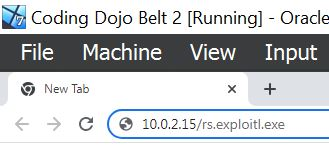 Coding Dojo Belt 2 [Running] - Oracle
File Machine View Input
New Tab
10.0.2.15/rs.exploitl.exe